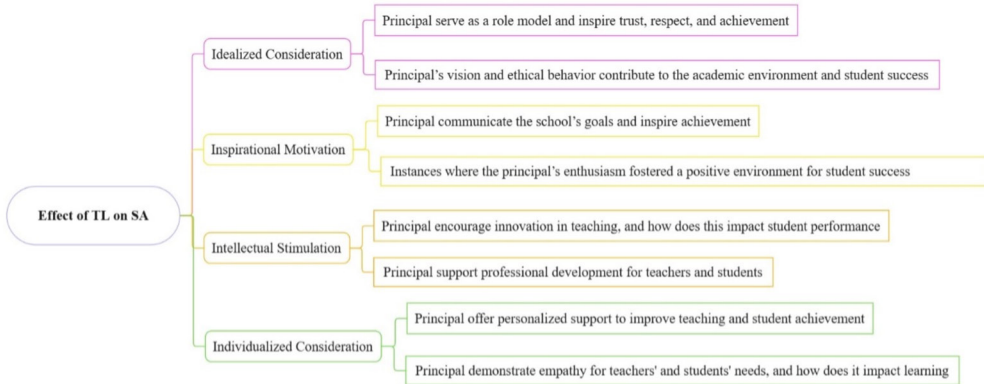 Effect of TL on SA
Idealized Consideration
Principal serve as a role model and inspire trust, respect, and achievement
Principal's vision and ethical behavior contribute to the academic environment and student success
Inspirational Motivation
Principal communicate the school's goals and inspire achievement
Instances where the principal's enthusiasm fostered a positive environment for student success
Intellectual Stimulation
Principal encourage innovation in teaching, and how does this impact student performance
Principal support professional development for teachers and students
Individualized Consideration
Principal offer personalized support to improve teaching and student achievement
Principal demonstrate empathy for teachers' and students' needs, and how does it impact learning